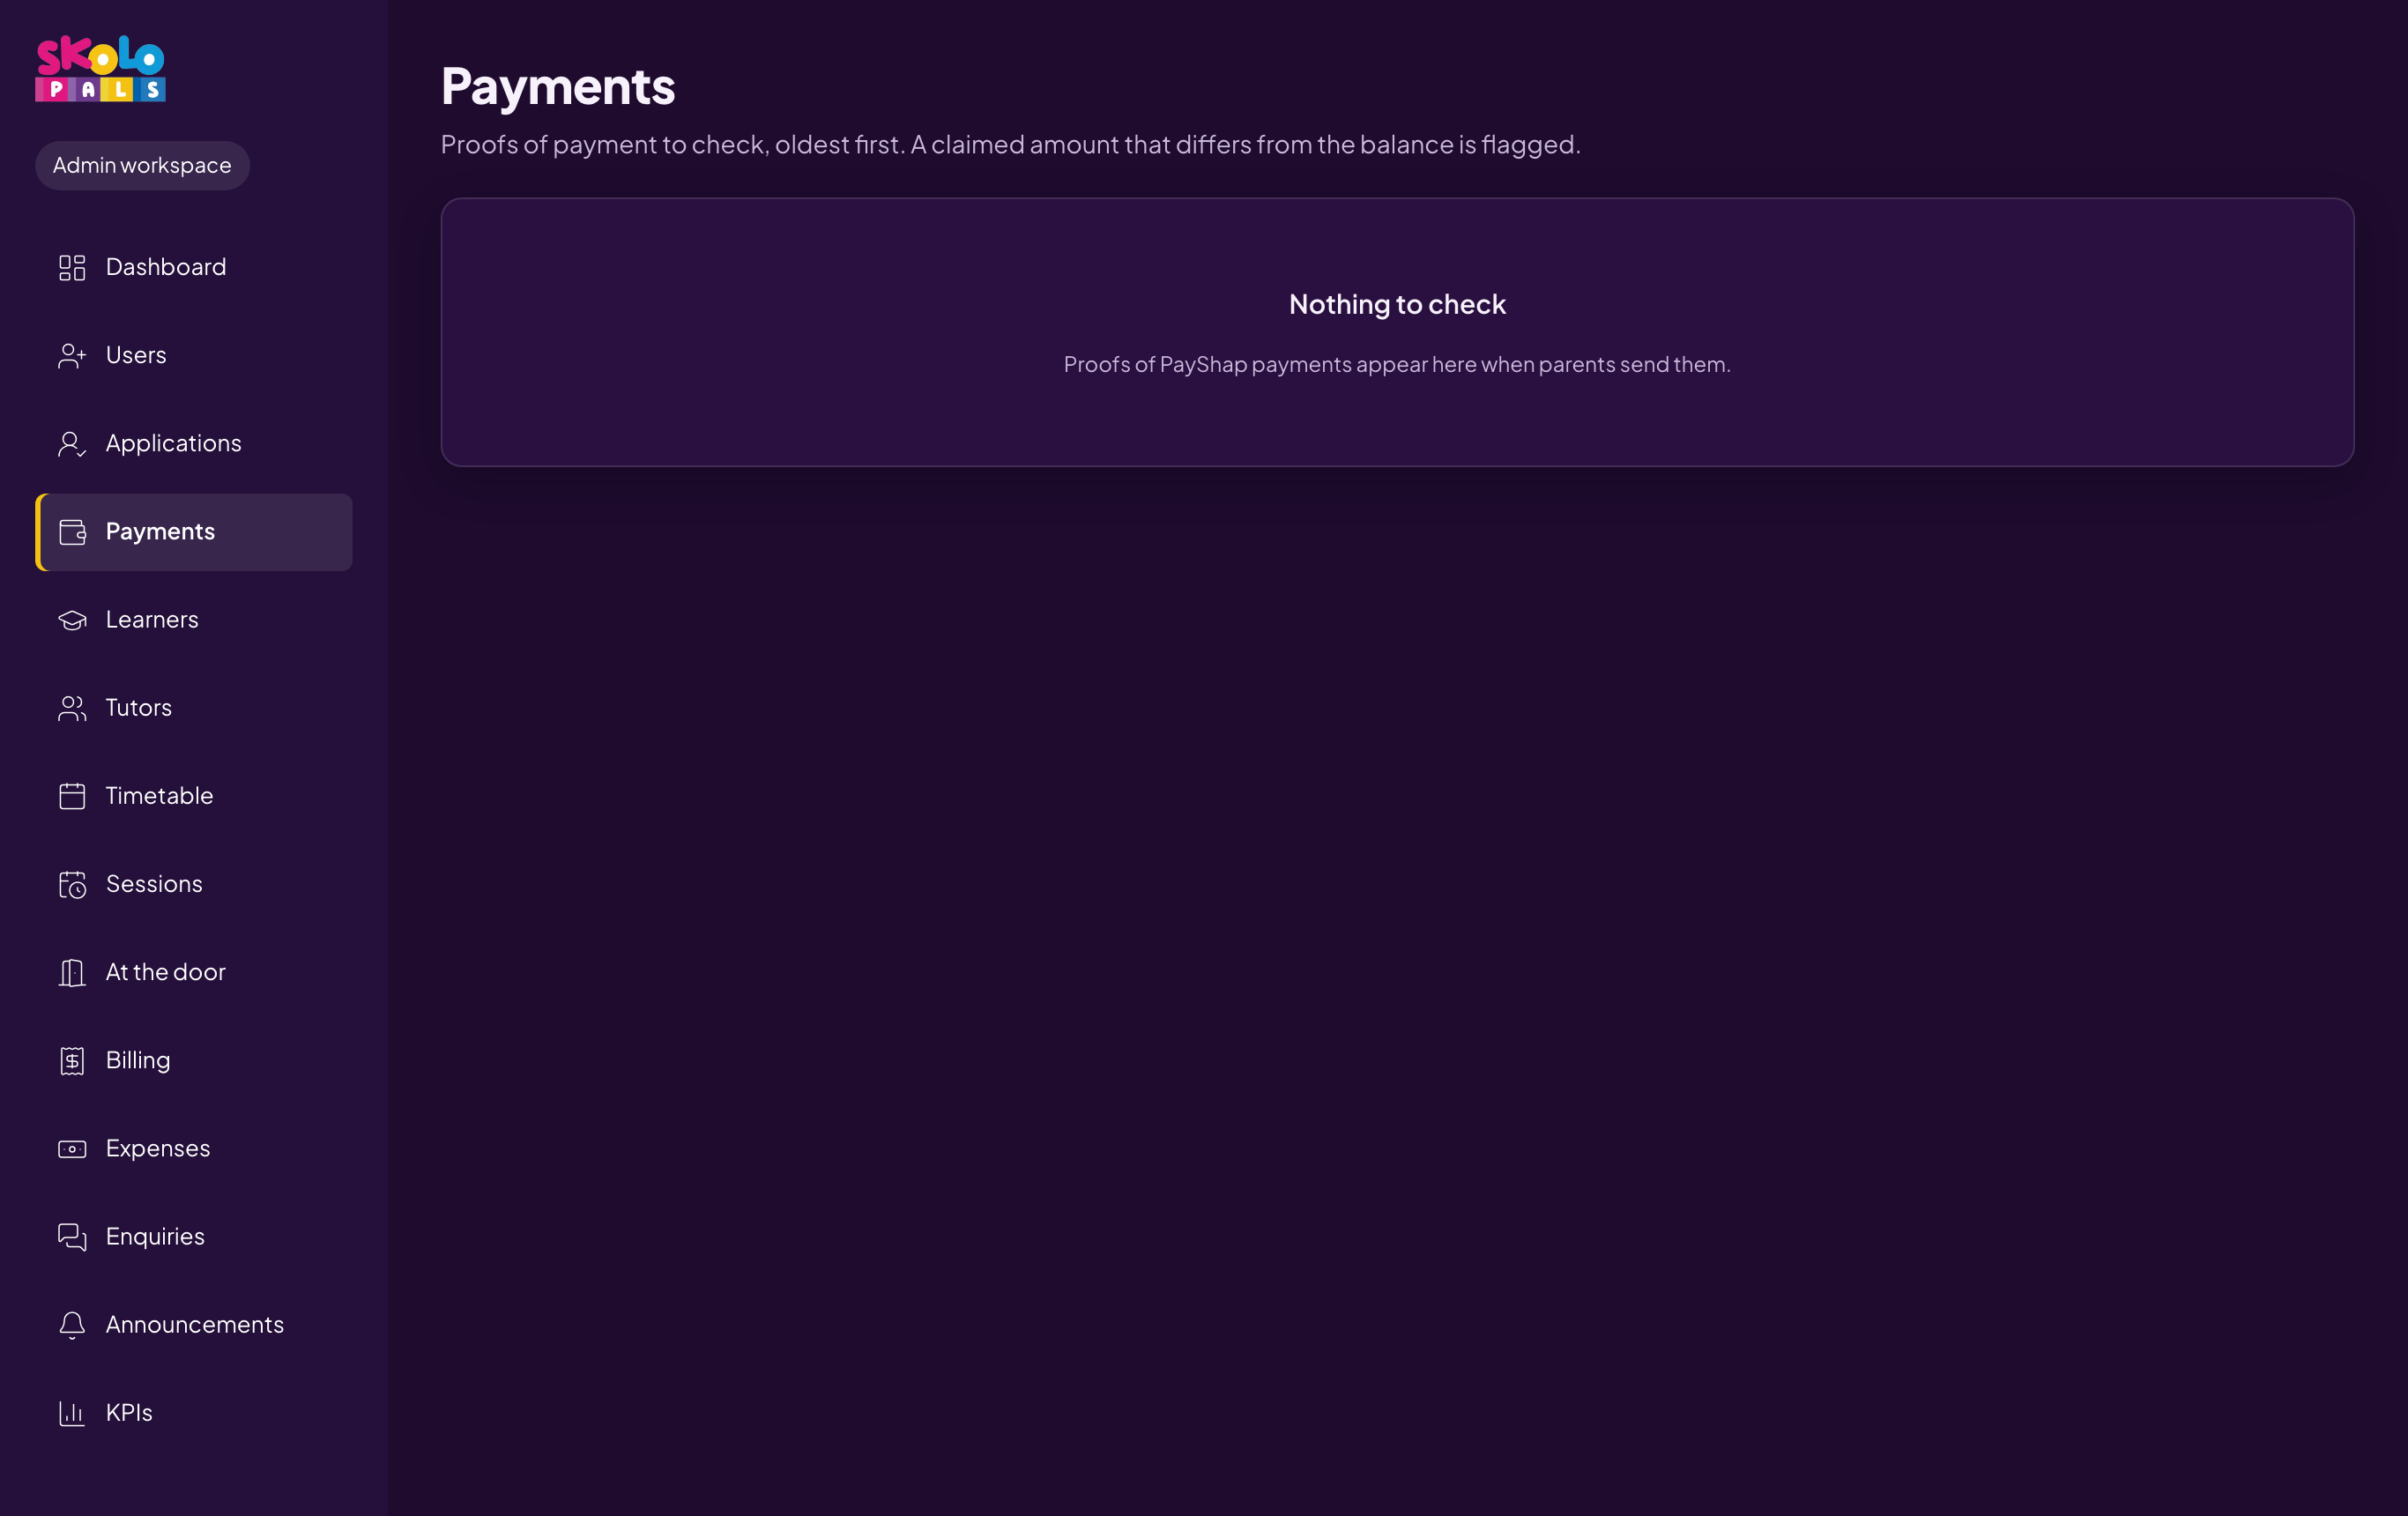 SKOLO
PALS
Admin workspace
Dashboard
Users
Applications
Payments
Learners
Tutors
Timetable
Sessions
At the door
Billing
Expenses
Enquiries
Announcements
KPIs
Payments
Proofs of payment to check, oldest first. A claimed amount that differs from the balance is flagged.
Nothing to check
Proofs of PayShap payments appear here when parents send them.